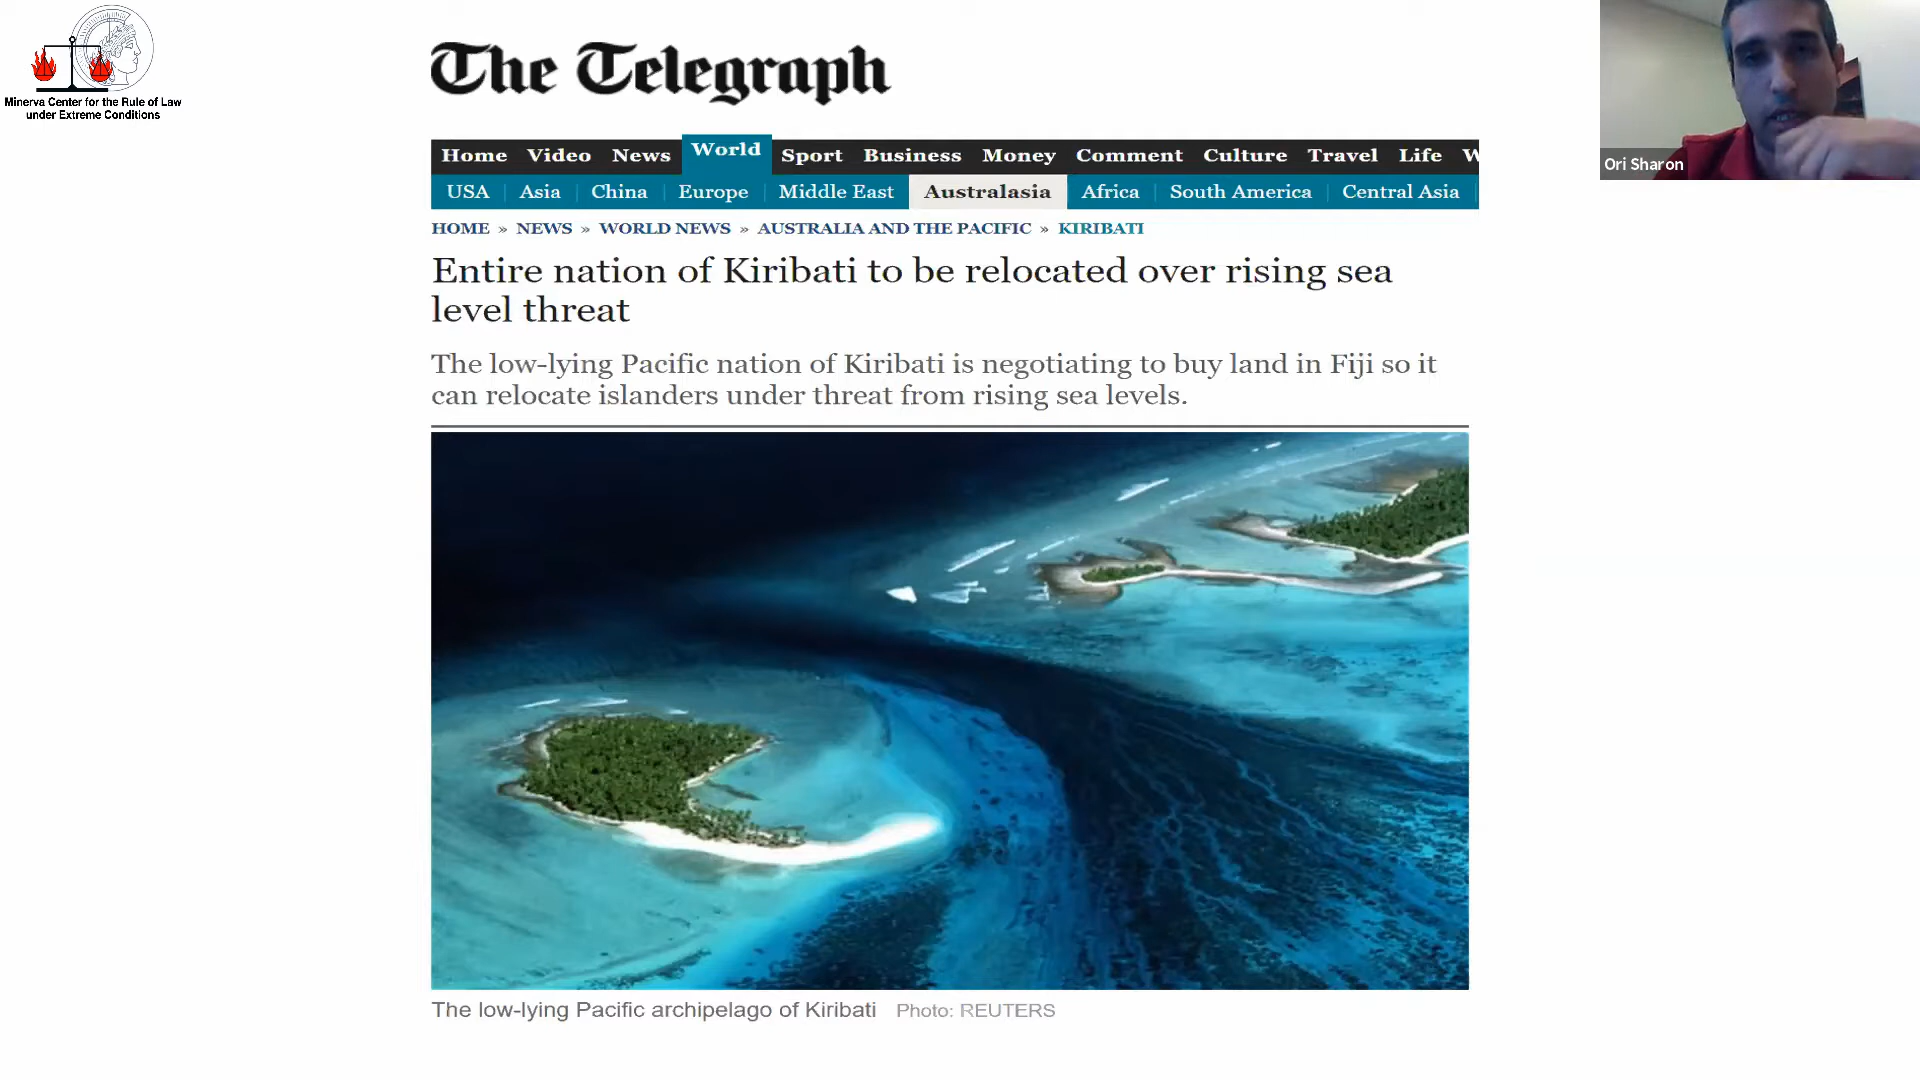 Minerva Center for the Rule of Law
under Extreme Conditions
The Telegraph
Home Video News World Sport Business Money Comment Culture Travel Life W
USA Asia China Europe Middle East Australasia Africa South America Central Asia
HOME » NEWS » WORLD NEWS » AUSTRALIA AND THE PACIFIC » KIRIBATI
Entire nation of Kiribati to be relocated over rising sea
level threat
The low-lying Pacific nation of Kiribati is negotiating to buy land in Fiji so it
can relocate islanders under threat from rising sea levels.
The low-lying Pacific archipelago of Kiribati Photo: REUTERS
Ori Sharon